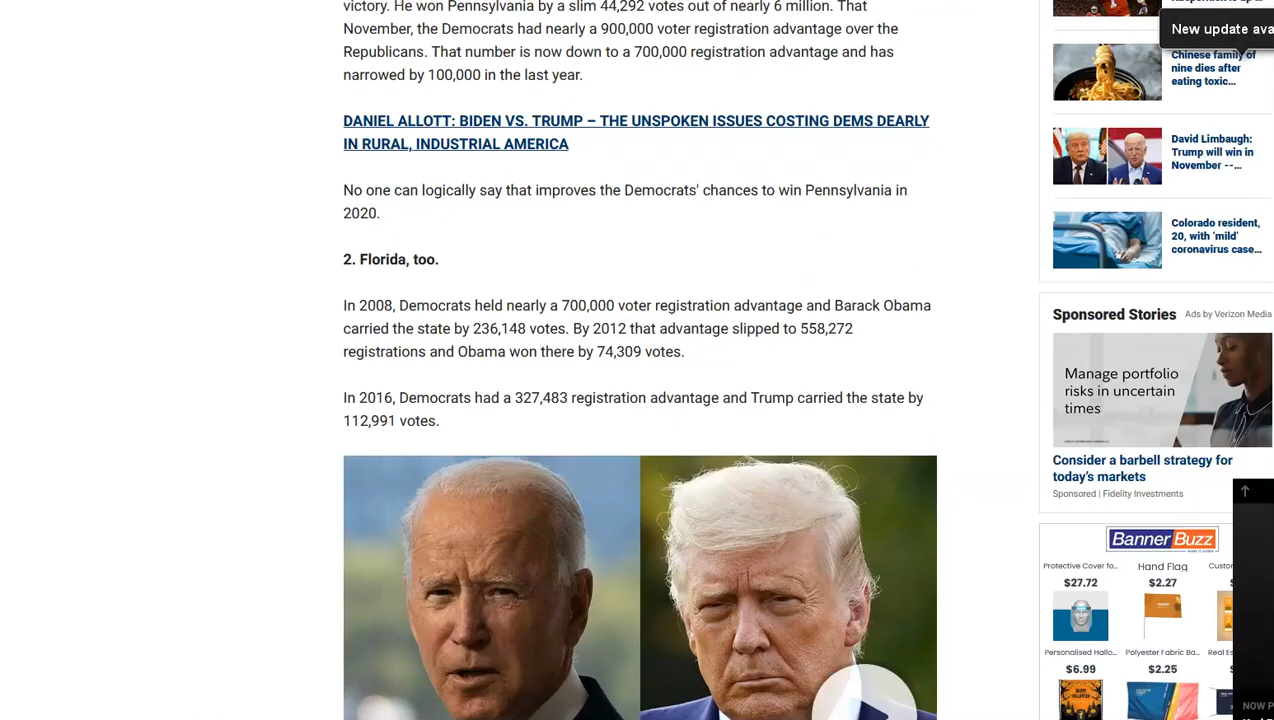 victory. He won Pennsylvania by a slim 44,292 votes out of nearly 6 million. That
November, the Democrats had nearly a 900,000 voter registration advantage over the
Republicans. That number is now down to a 700,000 registration advantage and has
narrowed by 100,000 in the last year.
DANIEL ALLOTT: BIDEN VS. TRUMP – THE UNSPOKEN ISSUES COSTING DEMS DEARLY
IN RURAL, INDUSTRIAL AMERICA
No one can logically say that improves the Democrats' chances to win Pennsylvania in
2020.
2. Florida, too.
In 2008, Democrats held nearly a 700,000 voter registration advantage and Barack Obama
carried the state by 236,148 votes. By 2012 that advantage slipped to 558,272
registrations and Obama won there by 74,309 votes.
In 2016, Democrats had a 327,483 registration advantage and Trump carried the state by
112,991 votes.
New update ava
Chinese family of
nine dies after
eating toxic...
David Limbaugh:
Trump will win in
November --...
Colorado resident,
20, with ‘mild’
coronavirus case...
Sponsored Stories Ads by Verizon Media
Manage portfolio
risks in uncertain
times
Consider a barbell strategy for
today's markets
Sponsored | Fidelity Investments
BannerBuzz
Protective Cover fo... Hand Flag Custo
$27.72 $2.27
Personalised Hallo... Polyester Fabric Ba... Real Es
$6.99 $2.25
NOW P